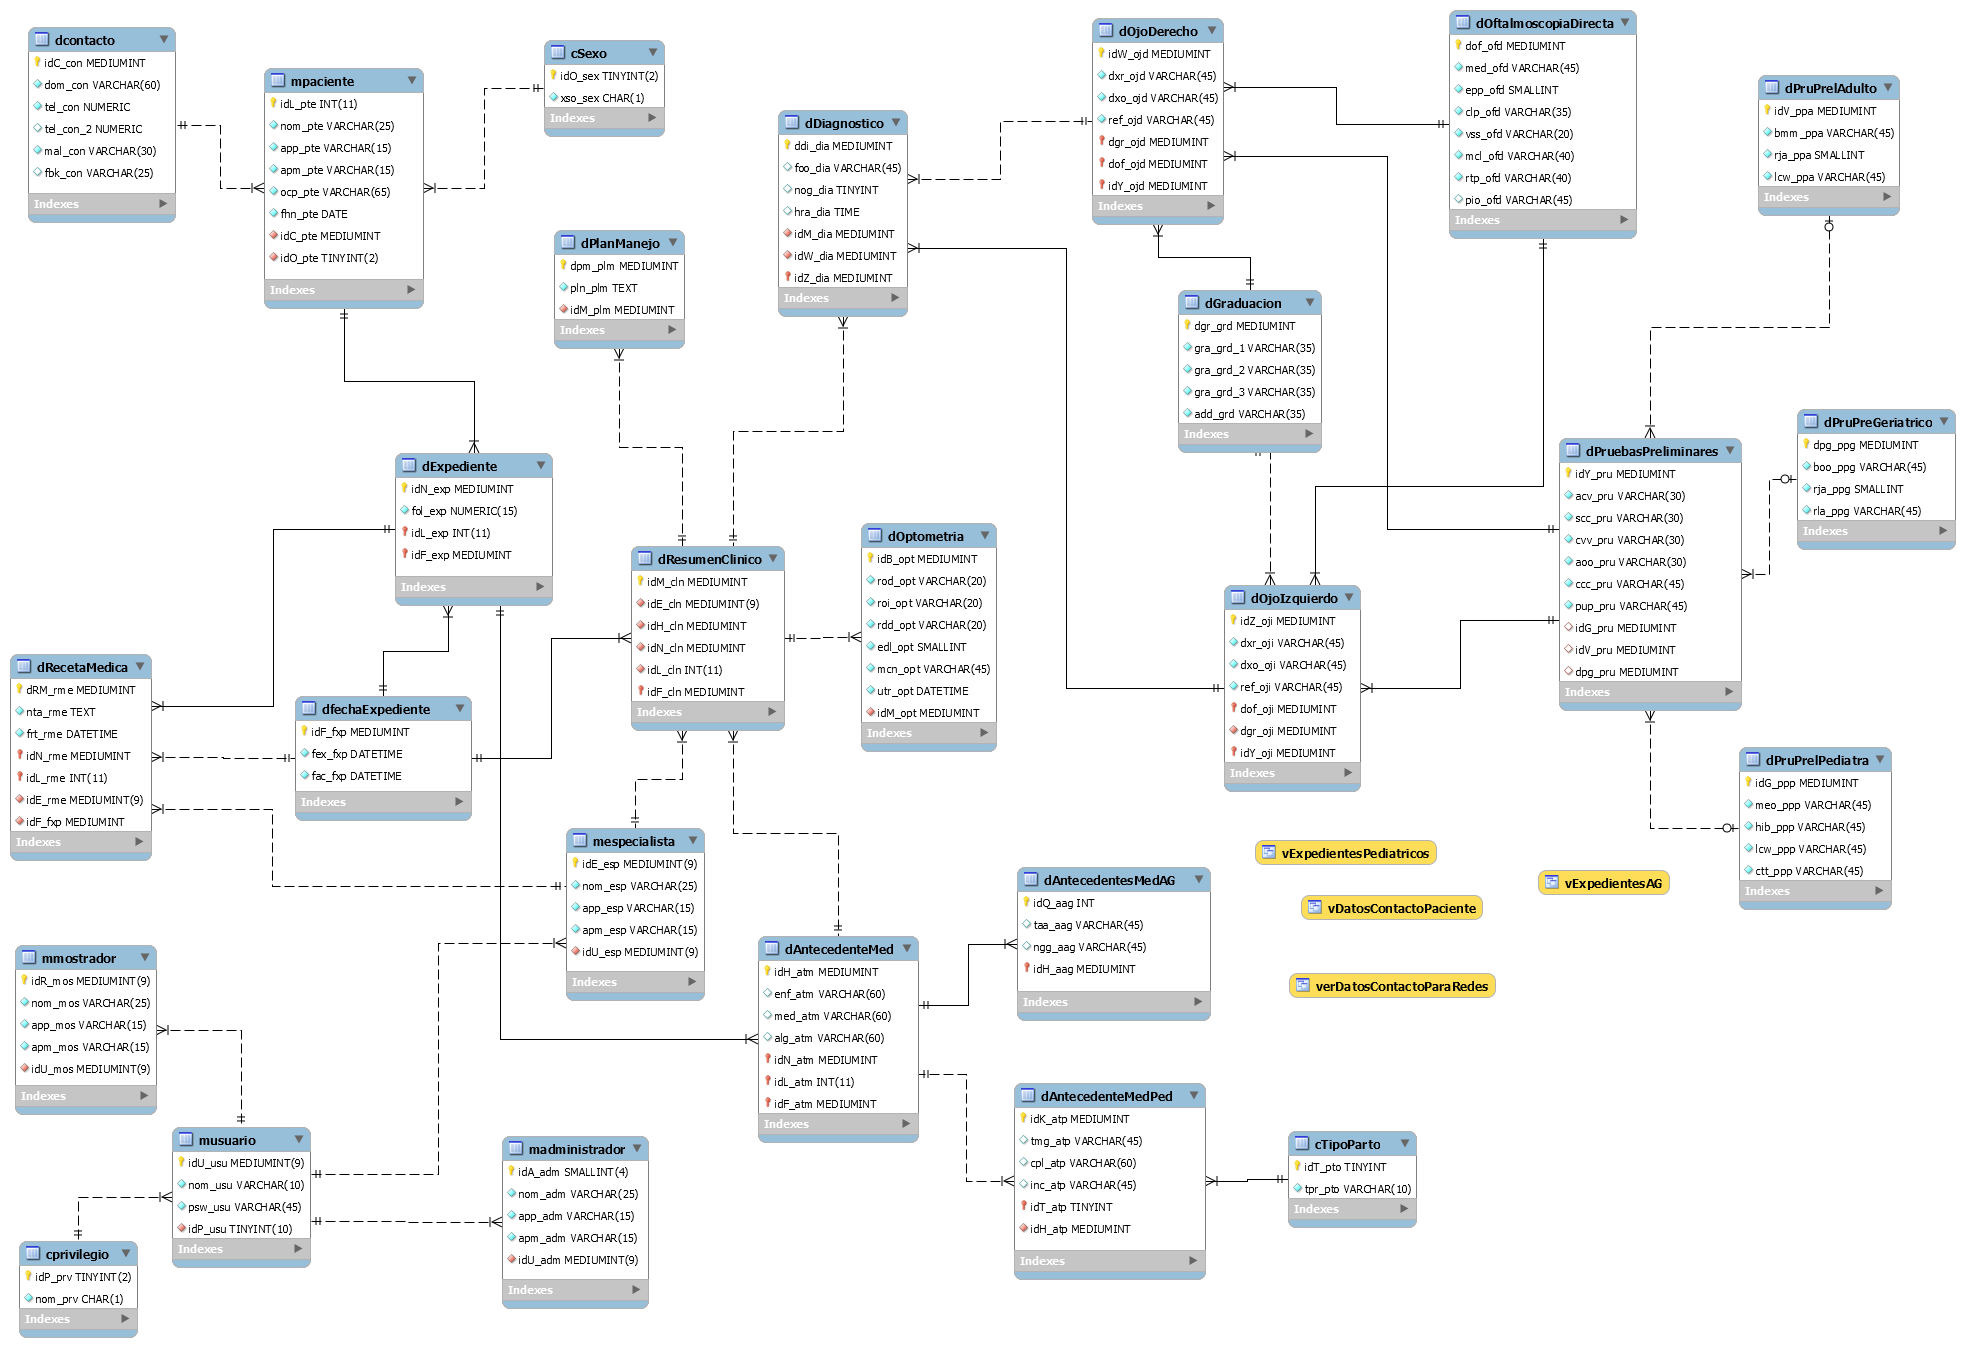 dcontacto
idC_con MEDIUMINT
dom_con VARCHAR(60)
tel_con NUMERIC
tel_con_2 NUMERIC
mal_con VARCHAR(30)
fbk_con VARCHAR(25)
Indexes
mpaciente
idL_pte INT(11)
nom_pte VARCHAR(25)
app_pte VARCHAR(15)
apm_pte VARCHAR(15)
ocp_pte VARCHAR(65)
fhn_pte DATE
idC_pte MEDIUMINT
idO_pte TINYINT(2)
Indexes
cSexo
idO_sex TINYINT(2)
xso_sex CHAR(1)
Indexes
dPlanManejo
dpm_plm MEDIUMINT
pln_plm TEXT
idM_plm MEDIUMINT
Indexes
dDiagnostico
ddi_dia MEDIUMINT
foo_dia VARCHAR(45)
nog_dia TINYINT
hra_dia TIME
idM_dia MEDIUMINT
idW_dia MEDIUMINT
idZ_dia MEDIUMINT
Indexes
dOjoDerecho
idW_ojd MEDIUMINT
dxr_ojd VARCHAR(45)
dxo_ojd VARCHAR(45)
ref_ojd VARCHAR(45)
dgr_ojd MEDIUMINT
dof_ojd MEDIUMINT
idY_ojd MEDIUMINT
Indexes
dOftalmoscopiaDirecta
dof_ofd MEDIUMINT
med_ofd VARCHAR(45)
epp_ofd SMALLINT
clp_ofd VARCHAR(35)
vss_ofd VARCHAR(20)
mcl_ofd VARCHAR(40)
rtp_ofd VARCHAR(40)
pio_ofd VARCHAR(45)
Indexes
dPruPrelAdulto
idV_ppa MEDIUMINT
bmm_ppa VARCHAR(45)
rja_ppa SMALLINT
lcw_ppa VARCHAR(45)
Indexes
dGraduacion
dgr_grd MEDIUMINT
gra_grd_1 VARCHAR(35)
gra_grd_2 VARCHAR(35)
gra_grd_3 VARCHAR(35)
add_grd VARCHAR(35)
Indexes
dPruPreGeriatrico
dpg_ppg MEDIUMINT
boo_ppg VARCHAR(45)
rja_ppg SMALLINT
rla_ppg VARCHAR(45)
Indexes
dPruebasPreliminares
idY_pru MEDIUMINT
acv_pru VARCHAR(30)
scc_pru VARCHAR(30)
cvv_pru VARCHAR(30)
aoo_pru VARCHAR(30)
ccc_pru VARCHAR(45)
pup_pru VARCHAR(45)
idG_pru MEDIUMINT
idV_pru MEDIUMINT
dpg_pru MEDIUMINT
Indexes
dExpediente
idN_exp MEDIUMINT
fol_exp NUMERIC(15)
idL_exp INT(11)
idF_exp MEDIUMINT
Indexes
dResumenClinico
idM_cln MEDIUMINT
idE_cln MEDIUMINT(9)
idH_cln MEDIUMINT
idN_cln MEDIUMINT
idL_cln INT(11)
idF_cln MEDIUMINT
Indexes
dOptometria
idB_opt MEDIUMINT
rod_opt VARCHAR(20)
roi_opt VARCHAR(20)
rdd_opt VARCHAR(20)
edl_opt SMALLINT
mcn_opt VARCHAR(45)
utr_opt DATETIME
idM_opt MEDIUMINT
Indexes
dOjoIzquierdo
idZ_oji MEDIUMINT
dxr_oji VARCHAR(45)
dxo_oji VARCHAR(45)
ref_oji VARCHAR(45)
dof_oji MEDIUMINT
dgr_oji MEDIUMINT
idY_oji MEDIUMINT
Indexes
dRecetaMedica
dRM_rme MEDIUMINT
nta_rme TEXT
frt_rme DATETIME
idN_rme MEDIUMINT
idL_rme INT(11)
idE_rme MEDIUMINT(9)
idF_fxp MEDIUMINT
Indexes
dfechaExpediente
idF_fxp MEDIUMINT
fex_fxp DATETIME
fac_fxp DATETIME
Indexes
dPruPrelPediatra
idG_ppp MEDIUMINT
meo_ppp VARCHAR(45)
hib_ppp VARCHAR(45)
lcw_ppp VARCHAR(45)
ctt_ppp VARCHAR(45)
Indexes
mespecialista
idE_esp MEDIUMINT(9)
nom_esp VARCHAR(25)
app_esp VARCHAR(15)
apm_esp VARCHAR(15)
idU_esp MEDIUMINT(9)
Indexes
vExpedientesPediatricos
vExpedientesAG
vDatosContactoPaciente
verDatosContactoParaRedes
dAntecedentesMedAG
idQ_aag INT
taa_aag VARCHAR(45)
ngg_aag VARCHAR(45)
idH_aag MEDIUMINT
Indexes
dAntecedenteMed
idH_atm MEDIUMINT
enf_atm VARCHAR(60)
med_atm VARCHAR(60)
alg_atm VARCHAR(60)
idN_atm MEDIUMINT
idL_atm INT(11)
idF_atm MEDIUMINT
Indexes
mmostrador
idR_mos MEDIUMINT(9)
nom_mos VARCHAR(25)
app_mos VARCHAR(15)
apm_mos VARCHAR(15)
idU_mos MEDIUMINT(9)
Indexes
musuario
idU_usu MEDIUMINT(9)
nom_usu VARCHAR(10)
psw_usu VARCHAR(45)
idP_usu TINYINT(10)
Indexes
madministrador
idA_adm SMALLINT(4)
nom_adm VARCHAR(25)
app_adm VARCHAR(15)
apm_adm VARCHAR(15)
idU_adm MEDIUMINT(9)
Indexes
dAntecedenteMedPed
idK_atp MEDIUMINT
tmg_atp VARCHAR(45)
cpl_atp VARCHAR(60)
inc_atp VARCHAR(45)
idT_atp TINYINT
idH_atp MEDIUMINT
Indexes
cTipoParto
idT_pto TINYINT
tpr_pto VARCHAR(10)
Indexes
cprivilegio
idP_prv TINYINT(2)
nom_prv CHAR(1)
Indexes